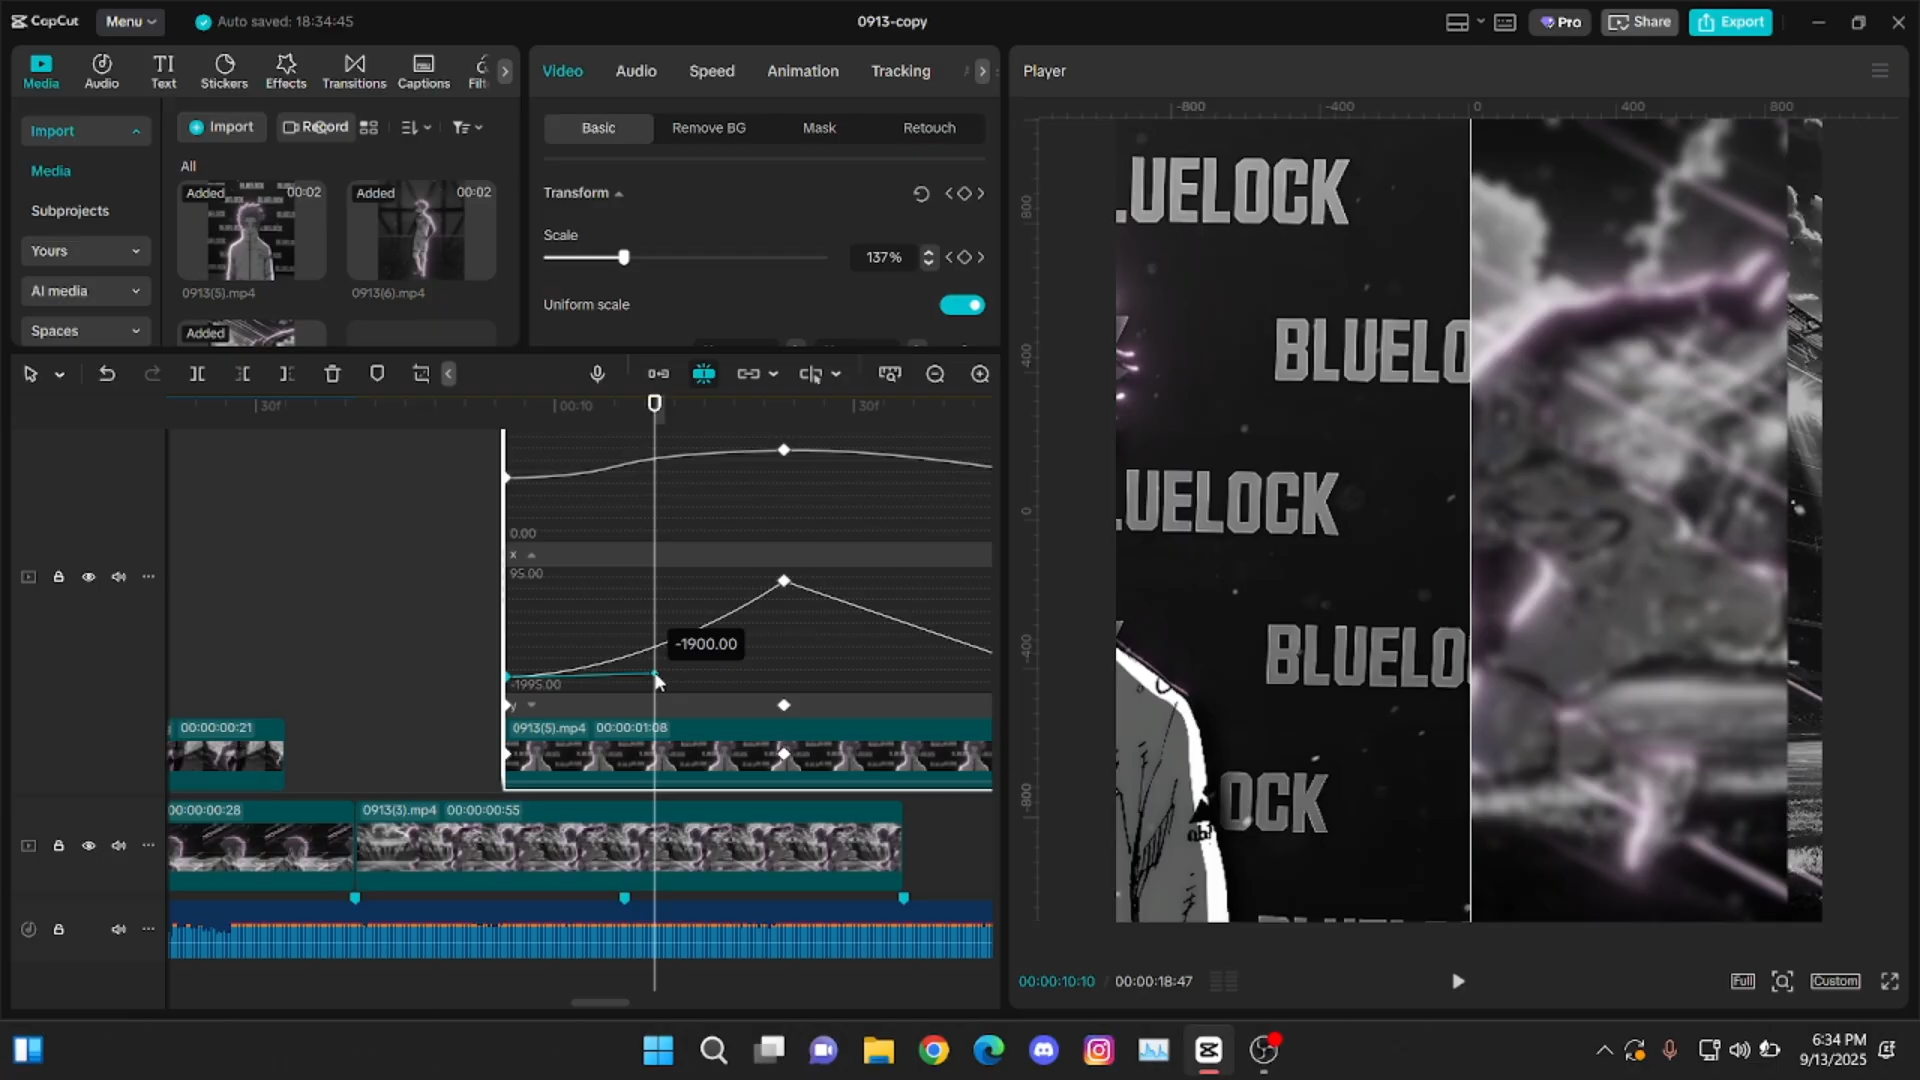 CapCut
Menu
Auto saved: 18:34:45
0913-copy
Pro
Share
Export
Media
Audio
Text
Stickers
Effects
Transitions
Captions
Filt
Video
Audio
Speed
Animation
Tracking
Player
Import
Media
Subprojects
Yours
AI media
Spaces
Import
Record
All
Added 00:02
Added 00:02
0913(5).mp4
0913(6).mp4
Added
Basic
Remove BG
Mask
Retouch
Transform
Scale
137%
Uniform scale
-800 -400 0 400 800
800
400
0
-400
-800
.UELOCK
BLUELO
.UELOCK
BLUELO
OCK
30f
00:10
30f
0.00
x
95.00
-1900.00
-1995.00
y
00:00:00:21
0913(5).mp4 00:00:01:08
00:00:00:28
0913(3).mp4 00:00:00:55
00:00:10:10 / 00:00:18:47
Full
Custom
6:34 PM
9/13/2025